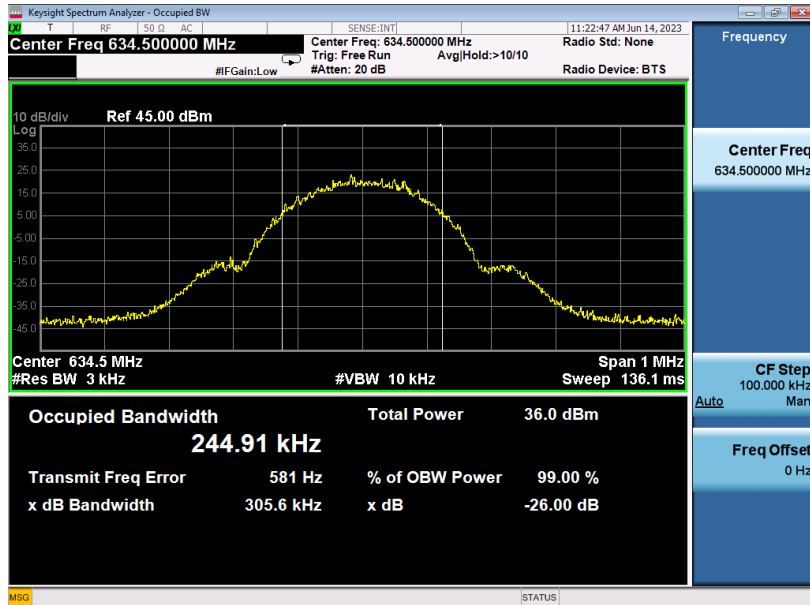 Keysight Spectrum Analyzer - Occupied BW
LXI T RF 50 Ω AC SENSE:INT 11:22:47 AM Jun 14, 2023
Center Freq 634.500000 MHz
Center Freq: 634.500000 MHz
Radio Std: None
Trig: Free Run Avg|Hold:>10/10
#IFGain:Low
#Atten: 20 dB
Radio Device: BTS
10 dB/div Ref 45.00 dBm
Log
35.0
25.0
15.0
5.00
-5.00
-15.0
-25.0
-35.0
-45.0
Center 634.5 MHz
Span 1 MHz
#Res BW 3 kHz
#VBW 10 kHz
Sweep 136.1 ms
Occupied Bandwidth
Total Power 36.0 dBm
244.91 kHz
Transmit Freq Error 581 Hz
% of OBW Power 99.00 %
x dB Bandwidth 305.6 kHz
x dB -26.00 dB
Frequency
Center Freq
634.500000 MHz
CF Step
100.000 kHz
Auto Man
Freq Offset
0 Hz
MSG STATUS